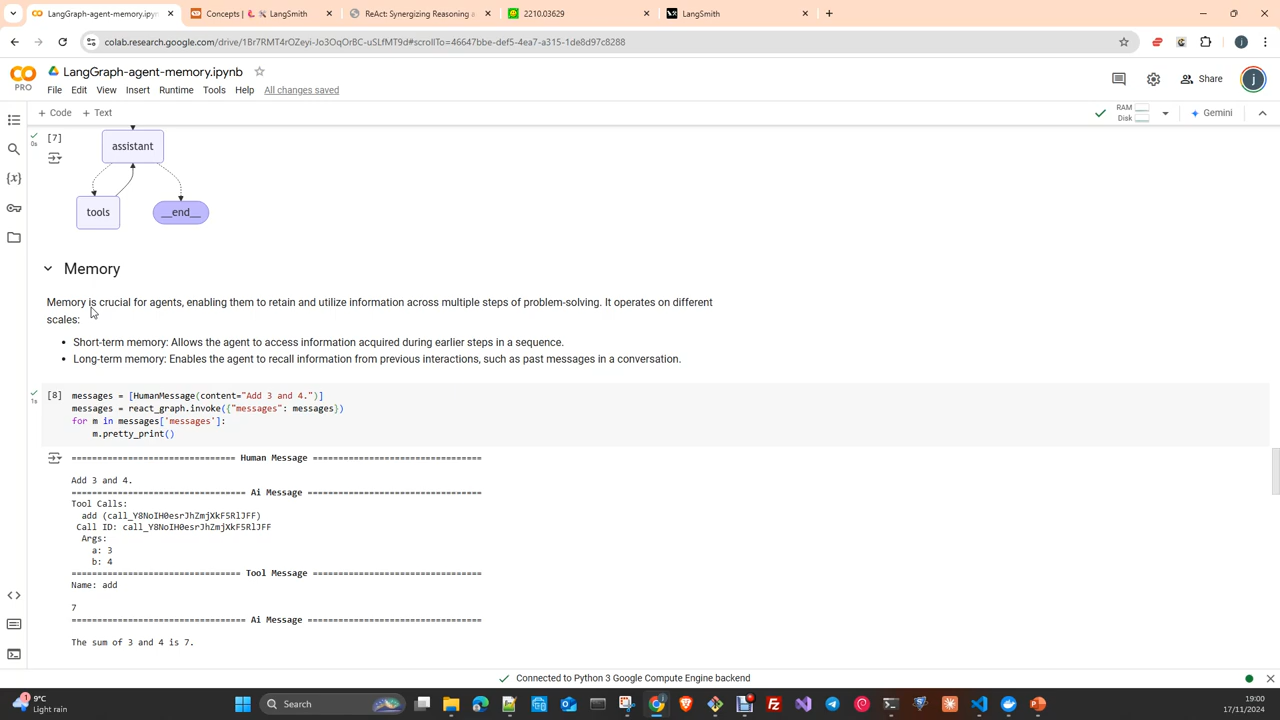 LangGraph-agent-memory.ipyn
Concepts | LangSmith
ReAct: Synergizing Reasoning a
2210.03629
LangSmith
colab.research.google.com/drive/1Br7RMT4rOZeyi-Jo3OqOrBC-uSLfMT9d#scrollTo=46647bbe-def5-4ea7-a315-1de8d97c8288
j
PRO
LangGraph-agent-memory.ipynb
Share
j
File Edit View Insert Runtime Tools Help All changes saved
+ Code + Text
RAM
Disk
Gemini
[7]
0s
assistant
tools
__end__
Memory
Memory is crucial for agents, enabling them to retain and utilize information across multiple steps of problem-solving. It operates on different
scales:
• Short-term memory: Allows the agent to access information acquired during earlier steps in a sequence.
• Long-term memory: Enables the agent to recall information from previous interactions, such as past messages in a conversation.
[8] messages = [HumanMessage(content="Add 3 and 4.")]
1s
messages = react_graph.invoke({"messages": messages})
for m in messages['messages']:
m.pretty_print()
================================ Human Message =================================
Add 3 and 4.
================================== Ai Message ==================================
Tool Calls:
add (call_Y8NoIH0esrJhZmjXkF5RlJFF)
Call ID: call_Y8NoIH0esrJhZmjXkF5RlJFF
Args:
a: 3
b: 4
================================= Tool Message =================================
Name: add
7
================================== Ai Message ==================================
The sum of 3 and 4 is 7.
Connected to Python 3 Google Compute Engine backend
1
9°C
Light rain
Search
19:00
17/11/2024